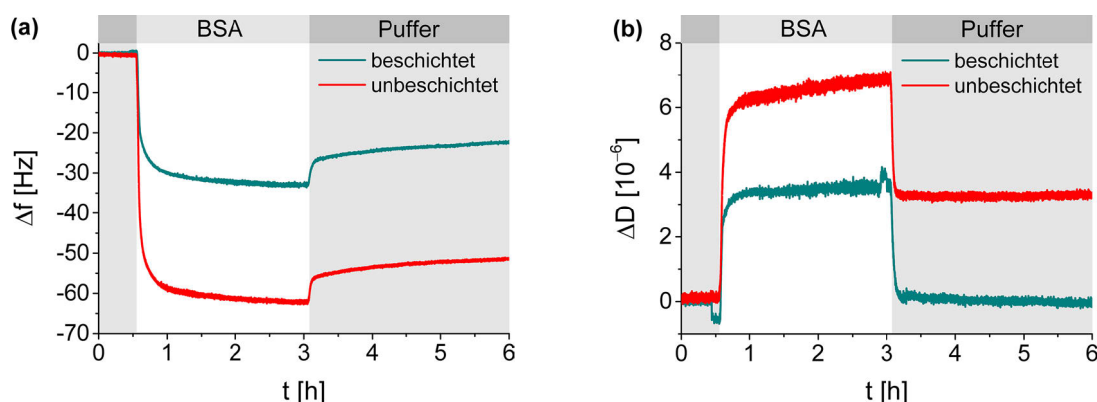 (a)
BSA Puffer
beschichtet
unbeschichtet
0
-10
-20
-30
-40
-50
-60
-70
Δf [Hz]
0 1 2 3 4 5 6
t [h]
(b)
BSA Puffer
beschichtet
unbeschichtet
8
6
4
2
0
ΔD [10⁻⁶]
0 1 2 3 4 5 6
t [h]